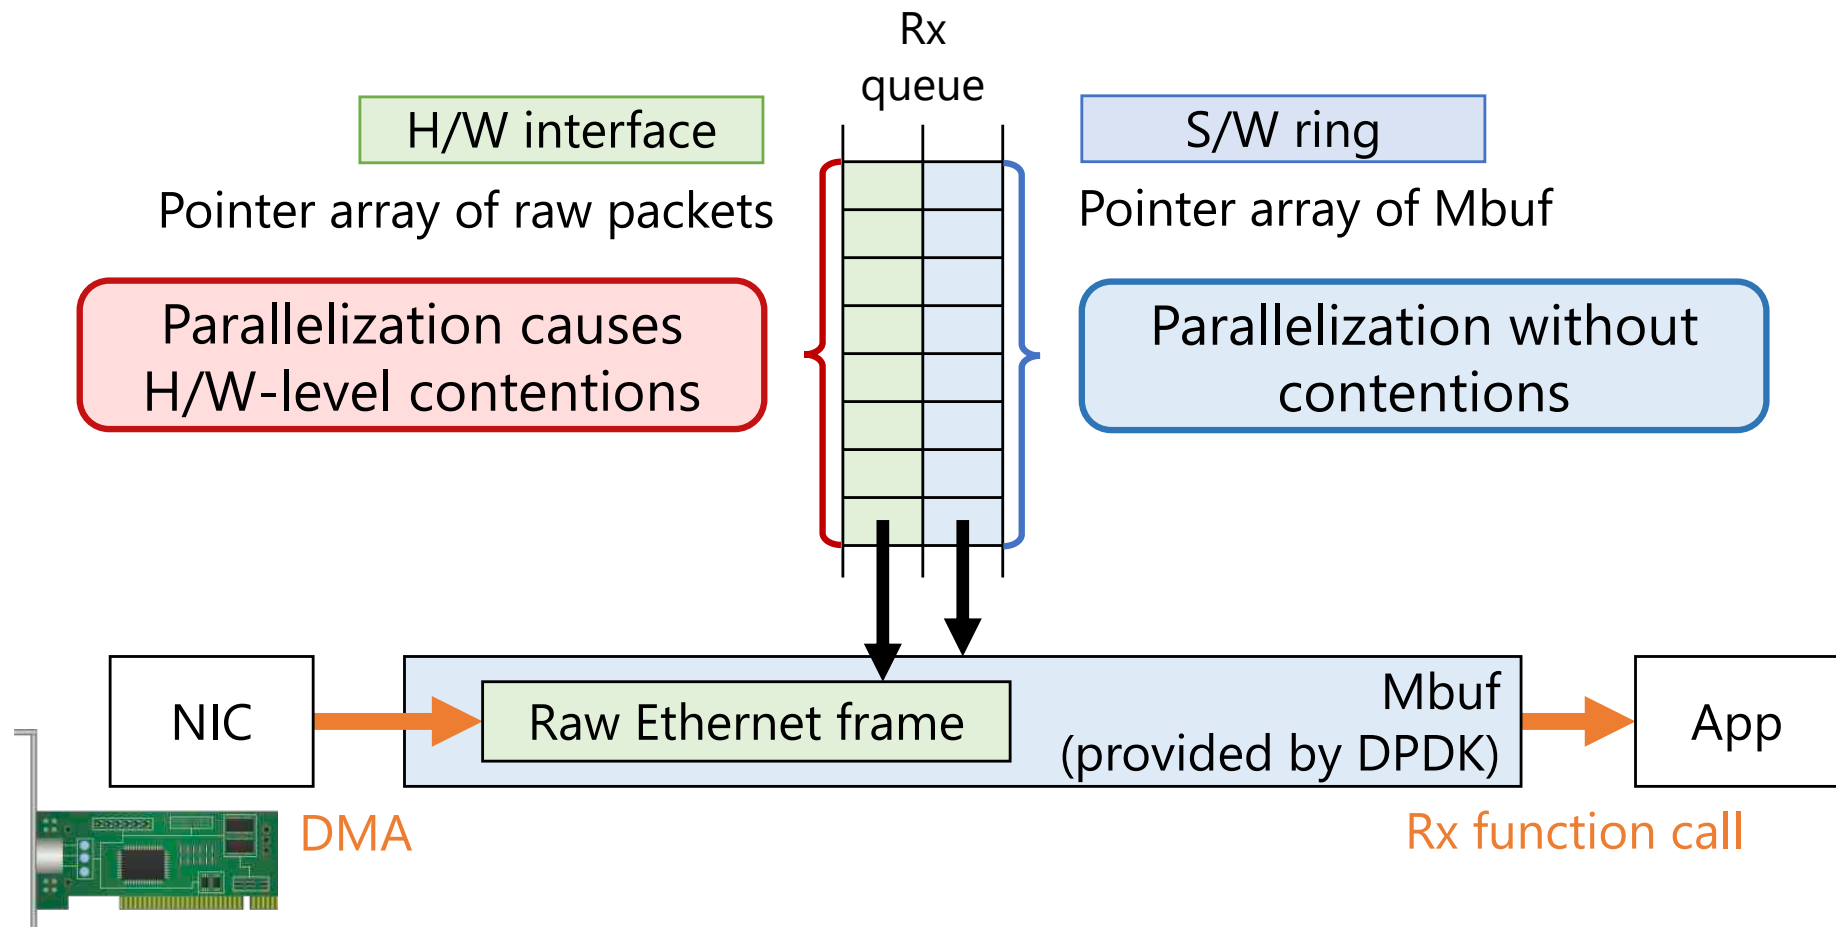 Rx
queue
H/W interface
S/W ring
Pointer array of raw packets
Pointer array of Mbuf
Parallelization causes
H/W-level contentions
Parallelization without
contentions
NIC
Raw Ethernet frame
Mbuf
(provided by DPDK)
App
DMA
Rx function call